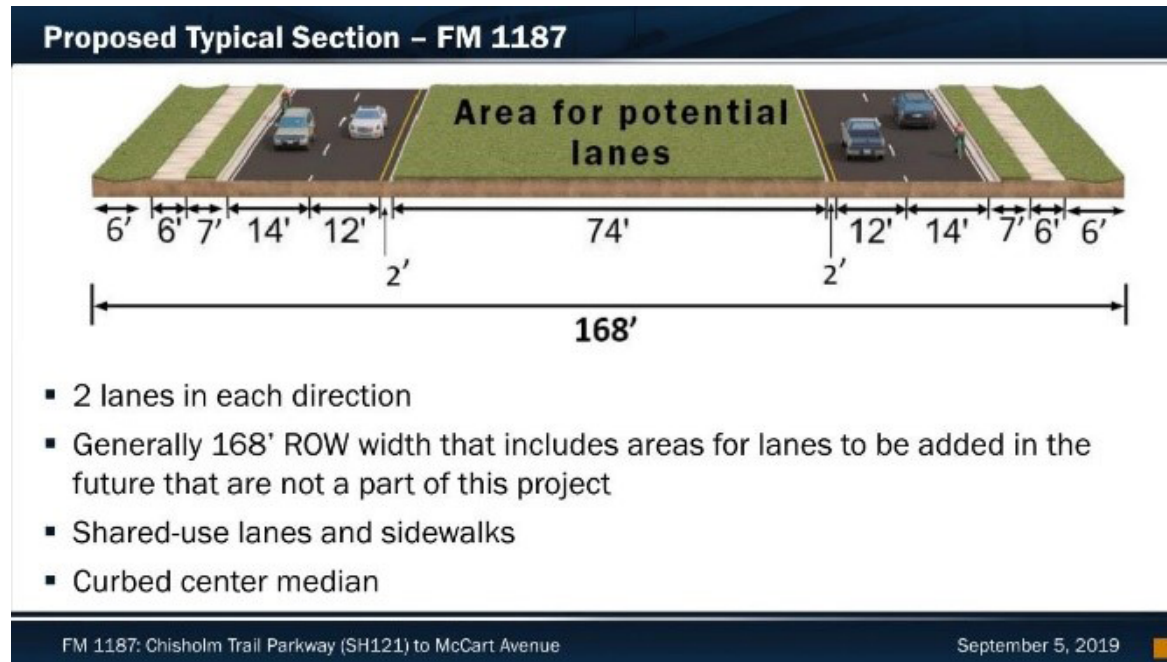 Proposed Typical Section – FM 1187
Area for potential
lanes
6' 6' 7' 14' 12' 74' 12' 14' 7' 6' 6'
2' 2'
168'
▪ 2 lanes in each direction
▪ Generally 168' ROW width that includes areas for lanes to be added in the
future that are not a part of this project
▪ Shared-use lanes and sidewalks
▪ Curbed center median
FM 1187: Chisholm Trail Parkway (SH121) to McCart Avenue September 5, 2019